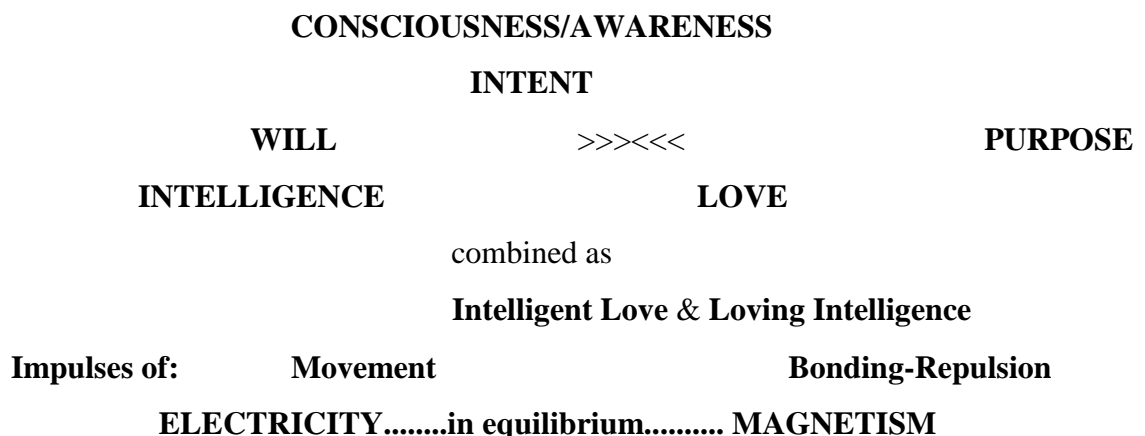 CONSCIOUSNESS/AWARENESS
INTENT
WILL >>><<< PURPOSE
INTELLIGENCE LOVE
combined as
Intelligent Love & Loving Intelligence
Impulses of: Movement Bonding-Repulsion
ELECTRICITY........in equilibrium.......... MAGNETISM